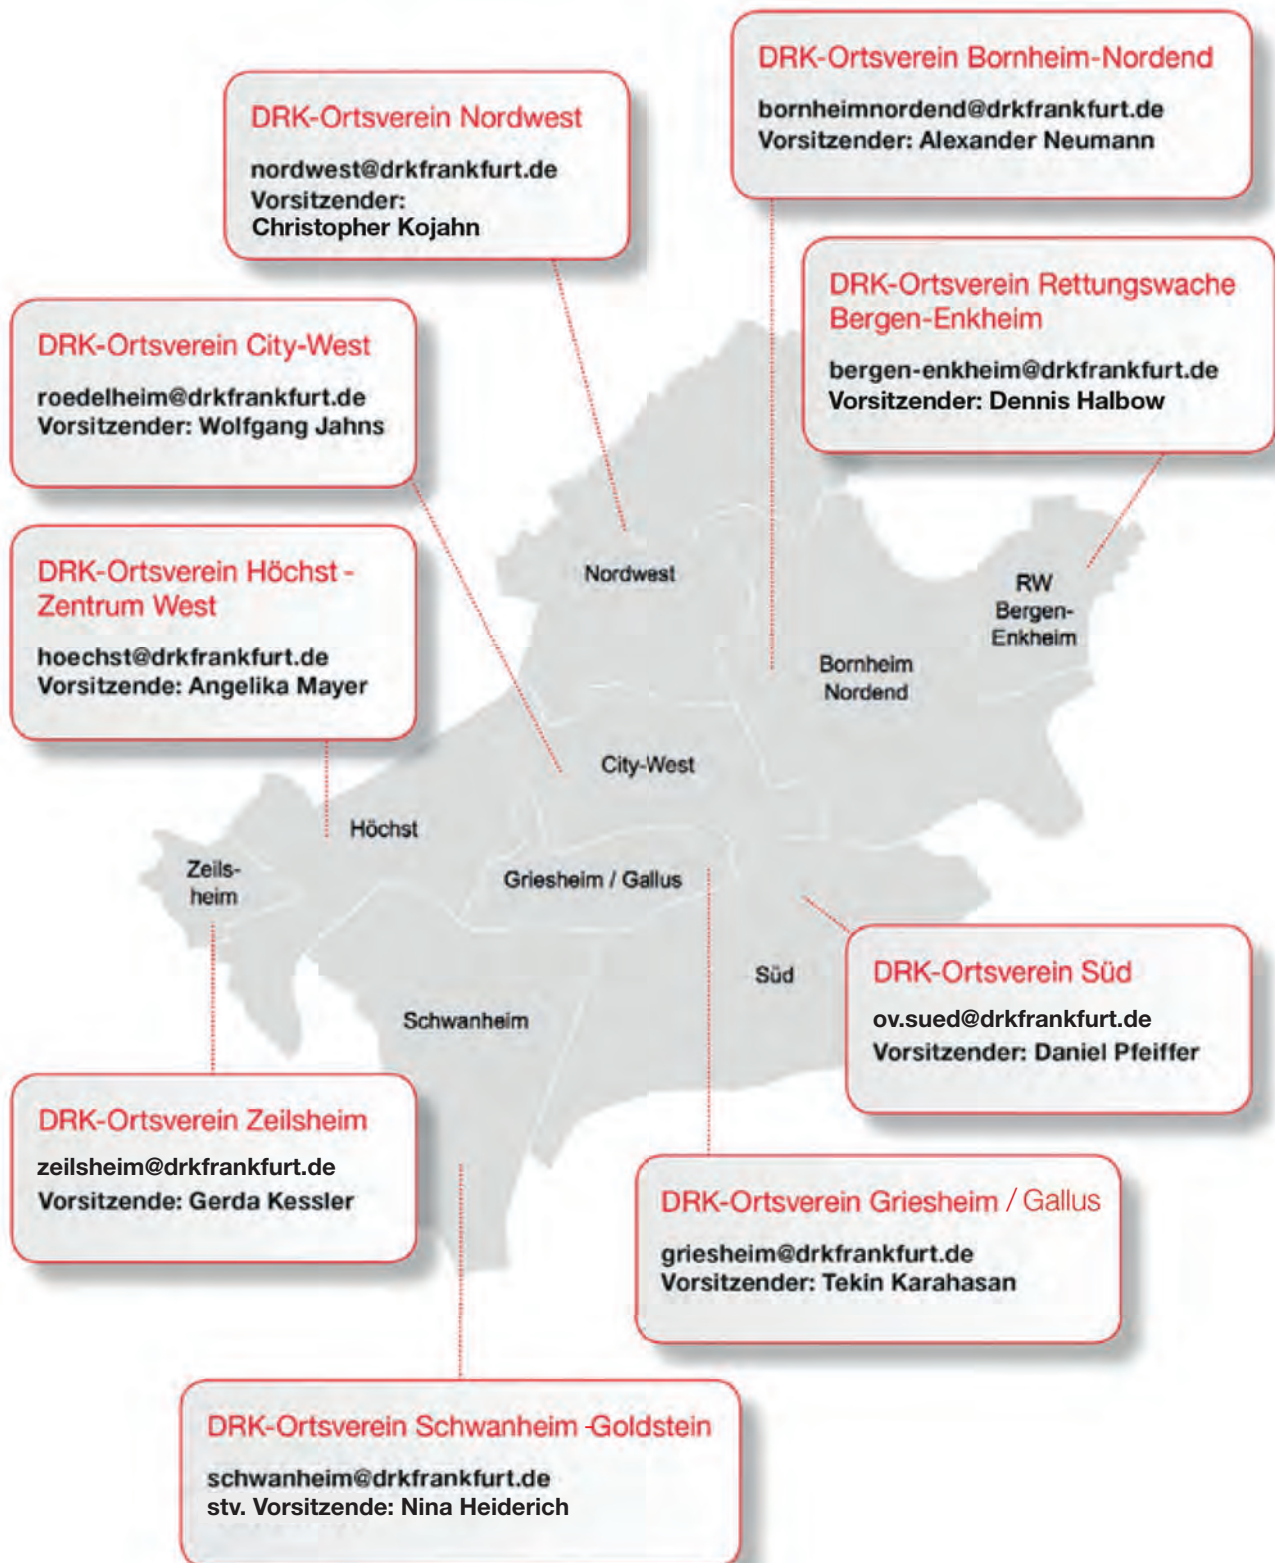 DRK-Ortsverein Bornheim-Nordend
bornheimnordend@drkfrankfurt.de
Vorsitzender: Alexander Neumann
DRK-Ortsverein Nordwest
nordwest@drkfrankfurt.de
Vorsitzender:
Christopher Kojahn
DRK-Ortsverein Rettungswache
Bergen-Enkheim
bergen-enkheim@drkfrankfurt.de
Vorsitzender: Dennis Halbow
DRK-Ortsverein City-West
roedelheim@drkfrankfurt.de
Vorsitzender: Wolfgang Jahns
DRK-Ortsverein Höchst -
Zentrum West
hoechst@drkfrankfurt.de
Vorsitzende: Angelika Mayer
Nordwest
RW
Bergen-
Enkheim
Bornheim
Nordend
City-West
Höchst
Zeils-
heim
Griesheim / Gallus
Süd
Schwanheim
DRK-Ortsverein Süd
ov.sued@drkfrankfurt.de
Vorsitzender: Daniel Pfeiffer
DRK-Ortsverein Zeilsheim
zeilsheim@drkfrankfurt.de
Vorsitzende: Gerda Kessler
DRK-Ortsverein Griesheim / Gallus
griesheim@drkfrankfurt.de
Vorsitzender: Tekin Karahasan
DRK-Ortsverein Schwanheim -Goldstein
schwanheim@drkfrankfurt.de
stv. Vorsitzende: Nina Heiderich